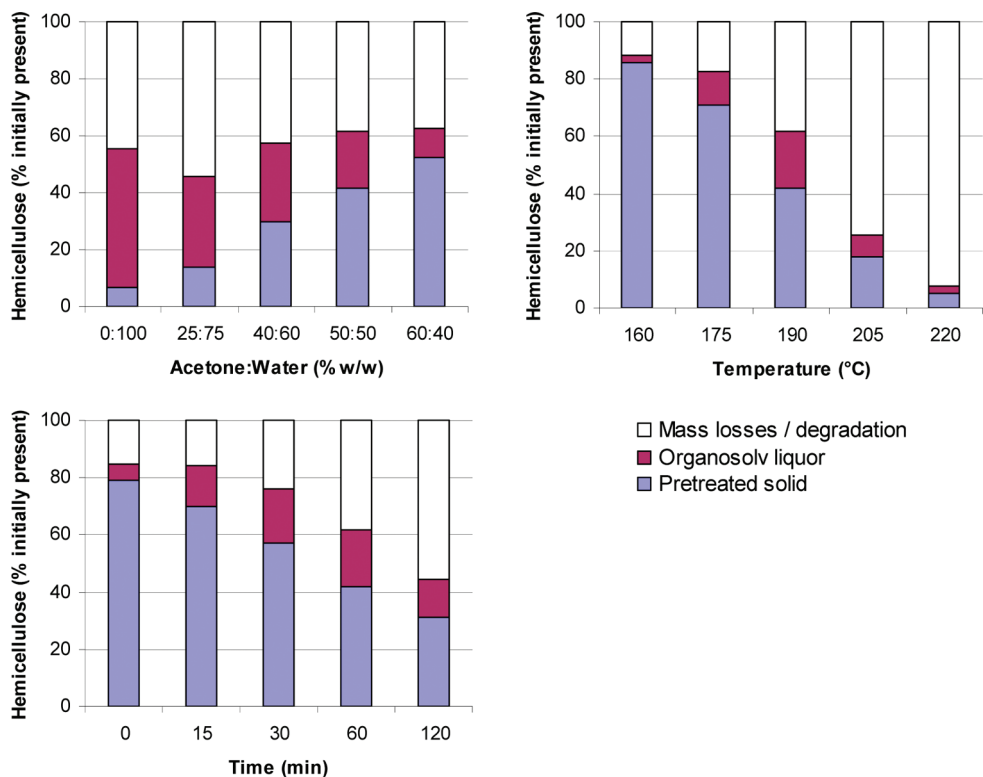 Hemicellulose (% initially present)
100
80
60
40
20
0
0:100 25:75 40:60 50:50 60:40
Acetone:Water (% w/w)
Hemicellulose (% initially present)
100
80
60
40
20
0
160 175 190 205 220
Temperature (°C)
Hemicellulose (% initially present)
100
80
60
40
20
0
0 15 30 60 120
Time (min)
Mass losses / degradation
Organosolv liquor
Pretreated solid